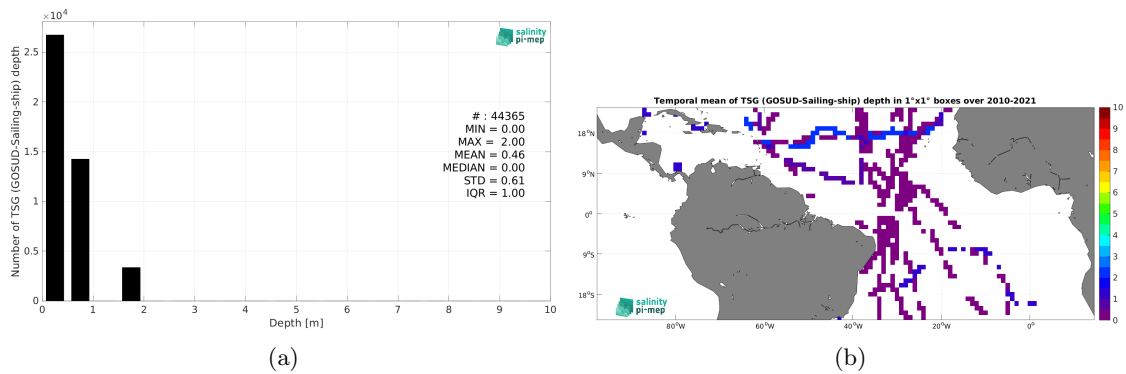 ×10⁴
salinity
pi-mep
2.5
2
1.5
1
0.5
0
Number of TSG (GOSUD-Sailing-ship) depth
# : 44365
MIN = 0.00
MAX = 2.00
MEAN = 0.46
MEDIAN = 0.00
STD = 0.61
IQR = 1.00
0 1 2 3 4 5 6 7 8 9 10
Depth [m]
(a)
Temporal mean of TSG (GOSUD-Sailing-ship) depth in 1°x1° boxes over 2010-2021
18°N
9°N
0°
9°S
18°S
80°W 60°W 40°W 20°W 0°
10
9
8
7
6
5
4
3
2
1
0
salinity
pi-mep
(b)